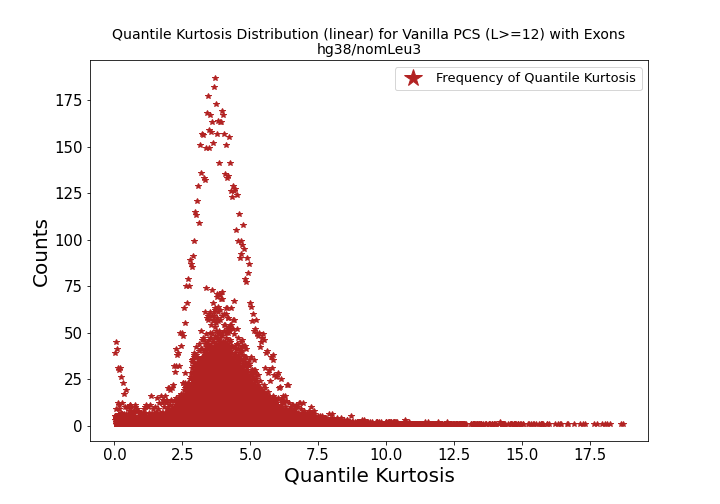 Quantile Kurtosis Distribution (linear) for Vanilla PCS (L>=12) with Exons
hg38/nomLeu3
Frequency of Quantile Kurtosis
175
150
125
100
75
50
25
0
Counts
0.0 2.5 5.0 7.5 10.0 12.5 15.0 17.5
Quantile Kurtosis